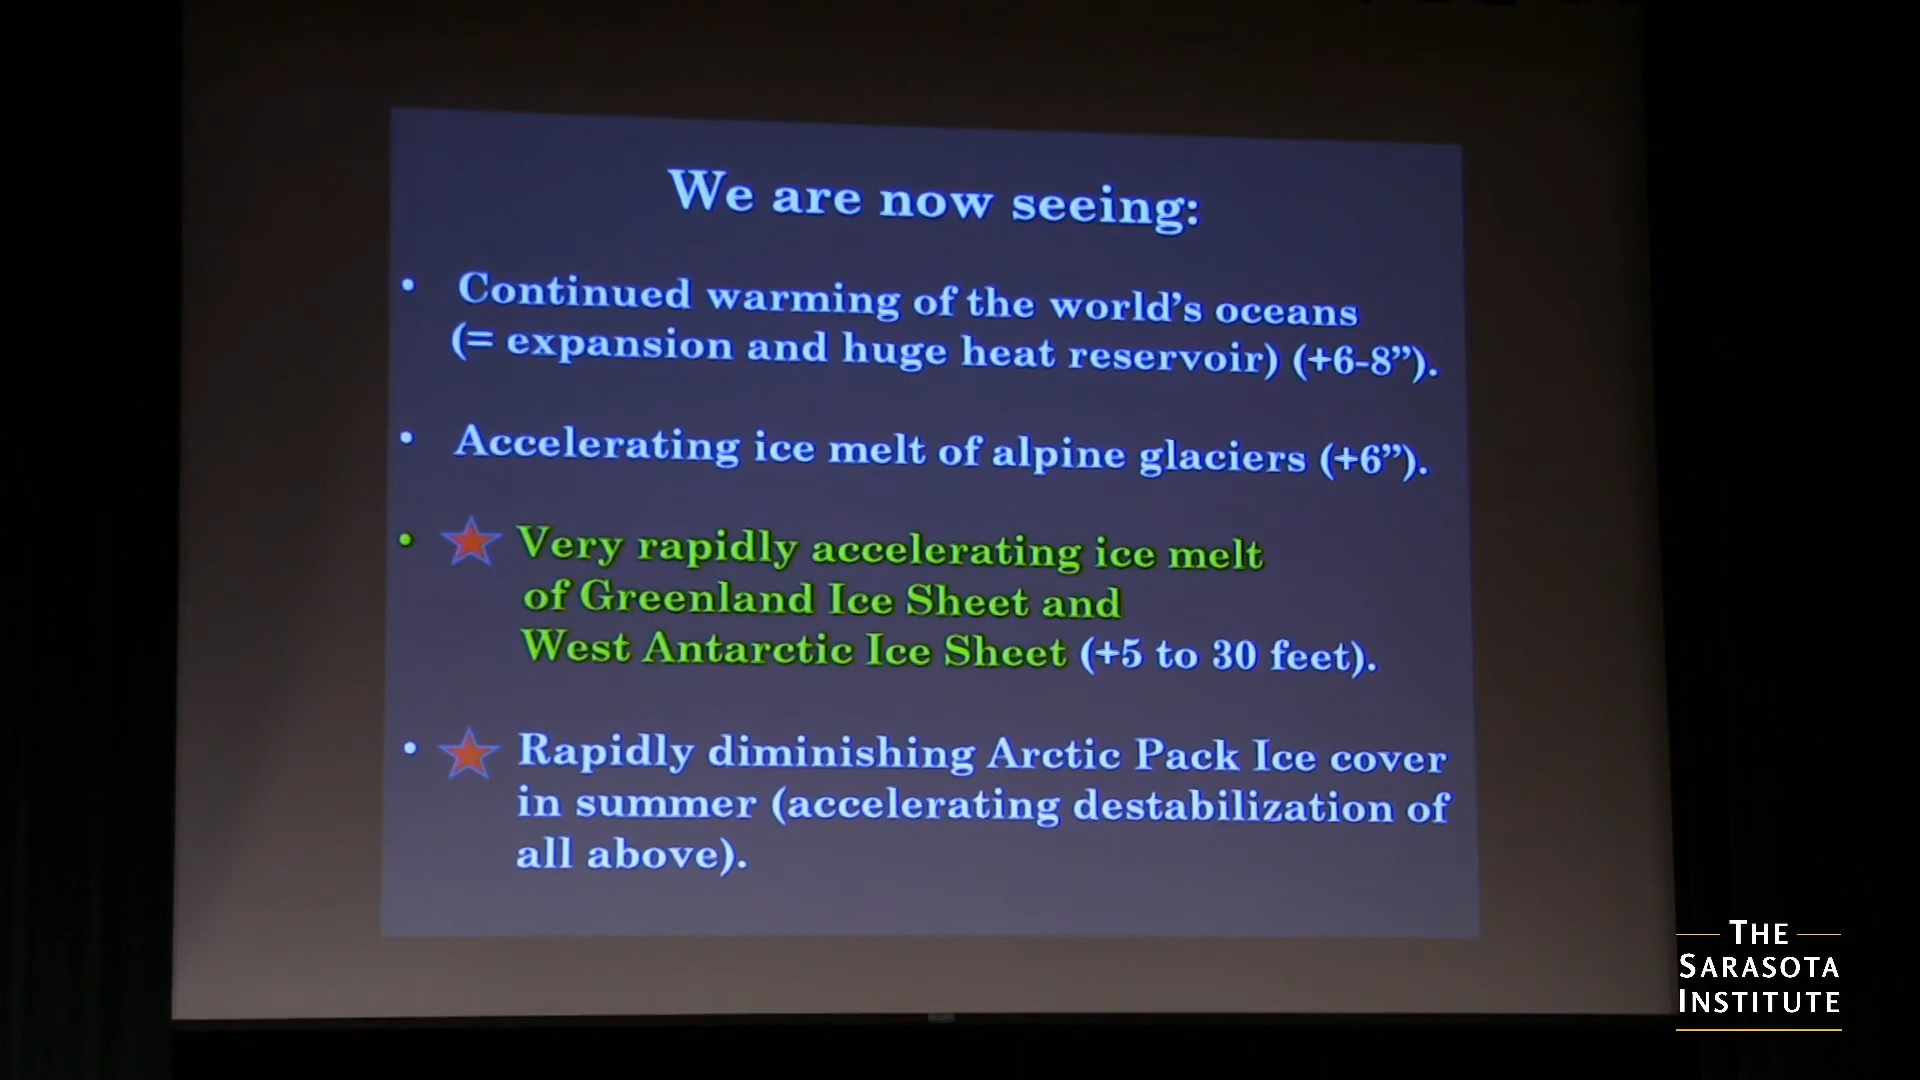 We are now seeing:
• Continued warming of the world's oceans
(= expansion and huge heat reservoir) (+6-8”).
• Accelerating ice melt of alpine glaciers (+6”).
• Very rapidly accelerating ice melt
of Greenland Ice Sheet and
West Antarctic Ice Sheet (+5 to 30 feet).
• Rapidly diminishing Arctic Pack Ice cover
in summer (accelerating destabilization of
all above).
THE
SARASOTA
INSTITUTE